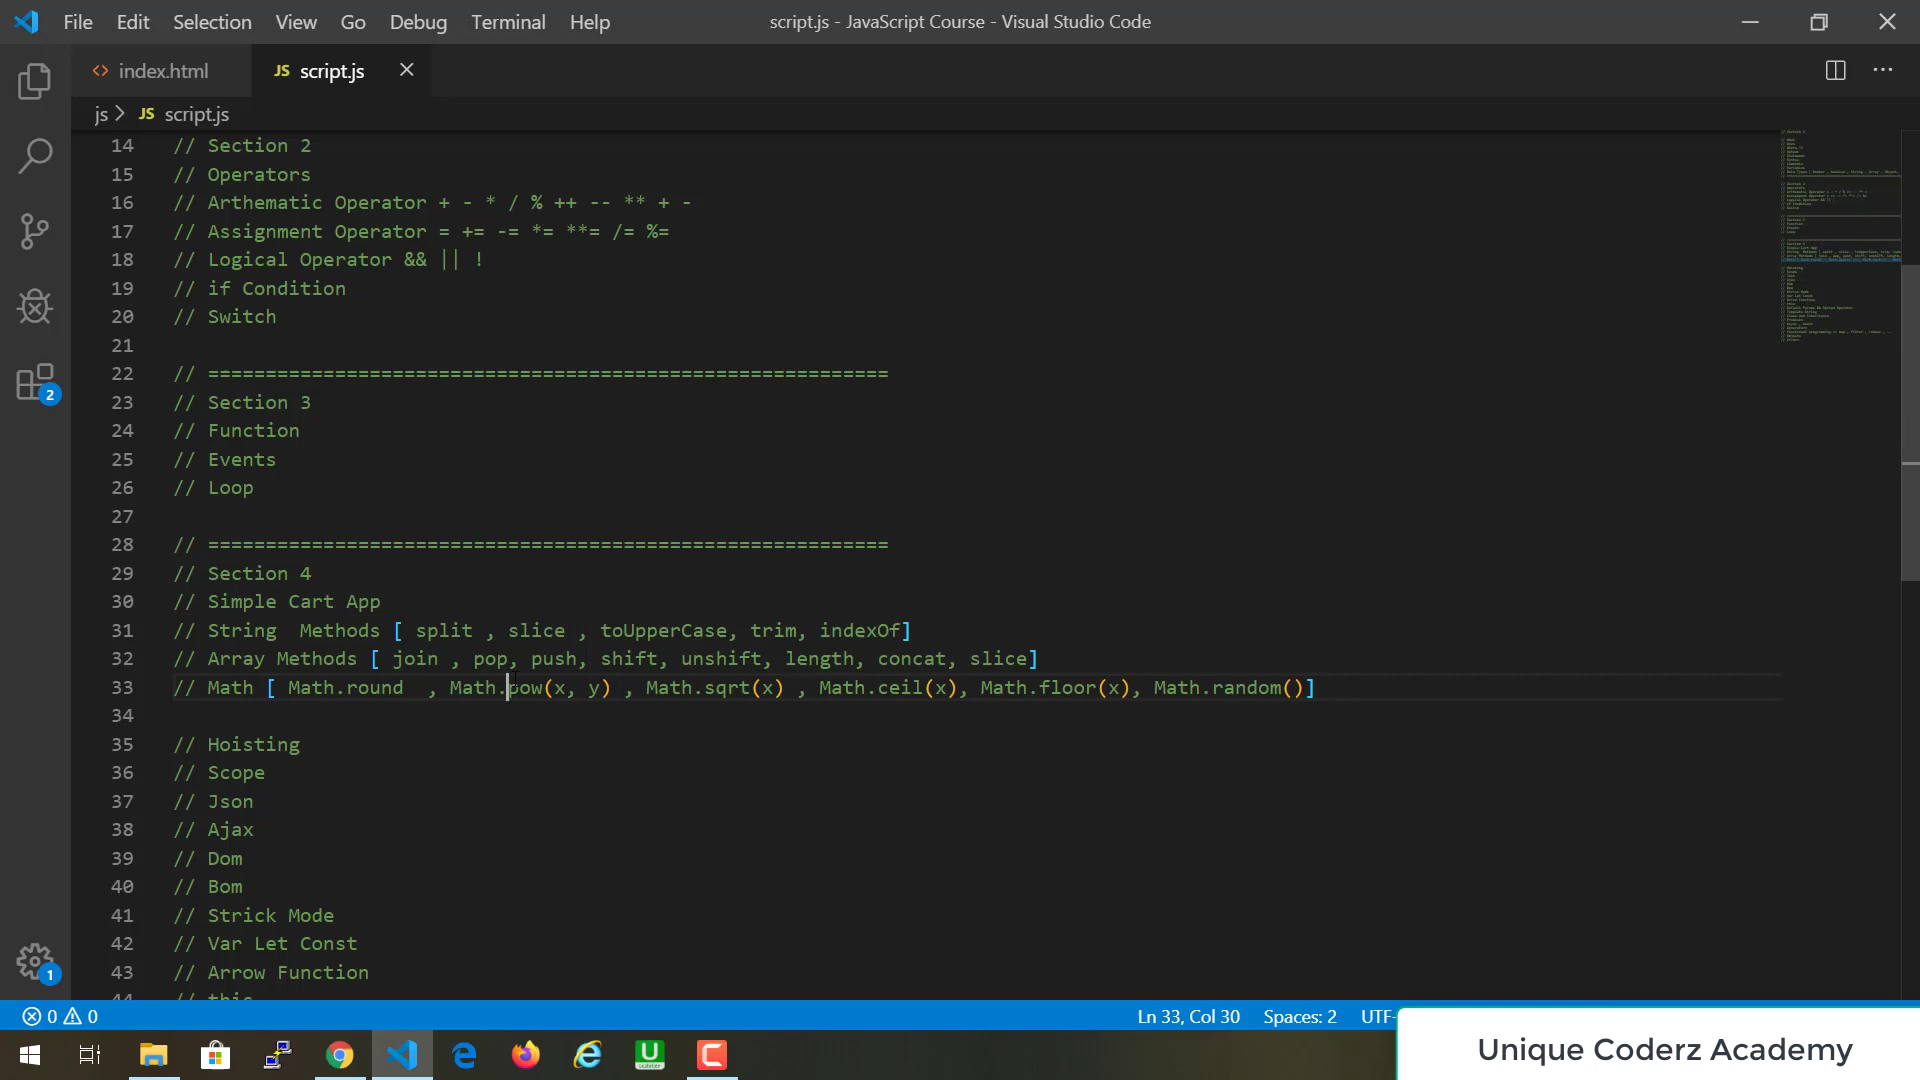 File Edit Selection View Go Debug Terminal Help script.js - JavaScript Course - Visual Studio Code
index.html JS script.js
js > JS script.js
14 // Section 2
15 // Operators
16 // Arthematic Operator + - * / % ++ -- ** + -
17 // Assignment Operator = += -= *= **= /= %=
18 // Logical Operator && || !
19 // if Condition
20 // Switch
21
22 // ===========================================================
23 // Section 3
24 // Function
25 // Events
26 // Loop
27
28 // ===========================================================
29 // Section 4
30 // Simple Cart App
31 // String  Methods [ split , slice , toUpperCase, trim, indexOf]
32 // Array Methods [ join , pop, push, shift, unshift, length, concat, slice]
33 // Math [ Math.round  , Math.pow(x, y) , Math.sqrt(x) , Math.ceil(x), Math.floor(x), Math.random()]
34
35 // Hoisting
36 // Scope
37 // Json
38 // Ajax
39 // Dom
40 // Bom
41 // Strick Mode
42 // Var Let Const
43 // Arrow Function
44 // this
2
1
0 0 Ln 33, Col 30 Spaces: 2 UTF-
Unique Coderz Academy